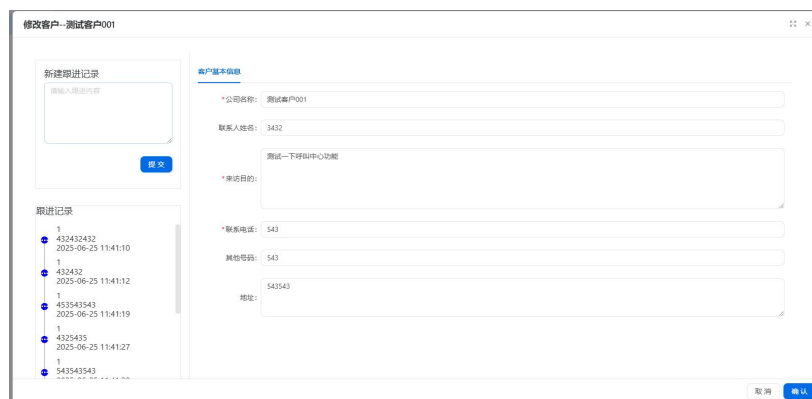 修改客户--测试客户001
新建跟进记录
请输入跟进内容
提 交
跟进记录
1
432432432
2025-06-25 11:41:10
1
432432
2025-06-25 11:41:12
1
453543543
2025-06-25 11:41:19
1
4325435
2025-06-25 11:41:27
1
543543543
客户基本信息
*公司名称: 测试客户001
联系人姓名: 3432
*来访目的: 测试一下呼叫中心功能
*联系电话: 543
其他号码: 543
地址: 543543
取 消
确 认